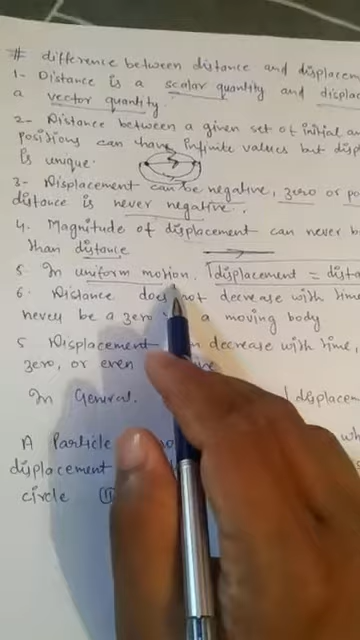 # difference between distance and displacem
1- Distance is a scalar quantity and displac
a vector quantity.
2- Distance between a given set of initial a
positions can have infinite values but disp
is unique.
3- Displacement can be negative, zero or po
distance is never negative.
4. Magnitude of displacement can never b
than distance
5. In uniform motion. |displacement = dista
6. Distance does not decrease with tim
never be a zero a moving body
5 Displacement decrease with time,
zero, or even
In General. |displacem
A Particle wh
displacement
circle